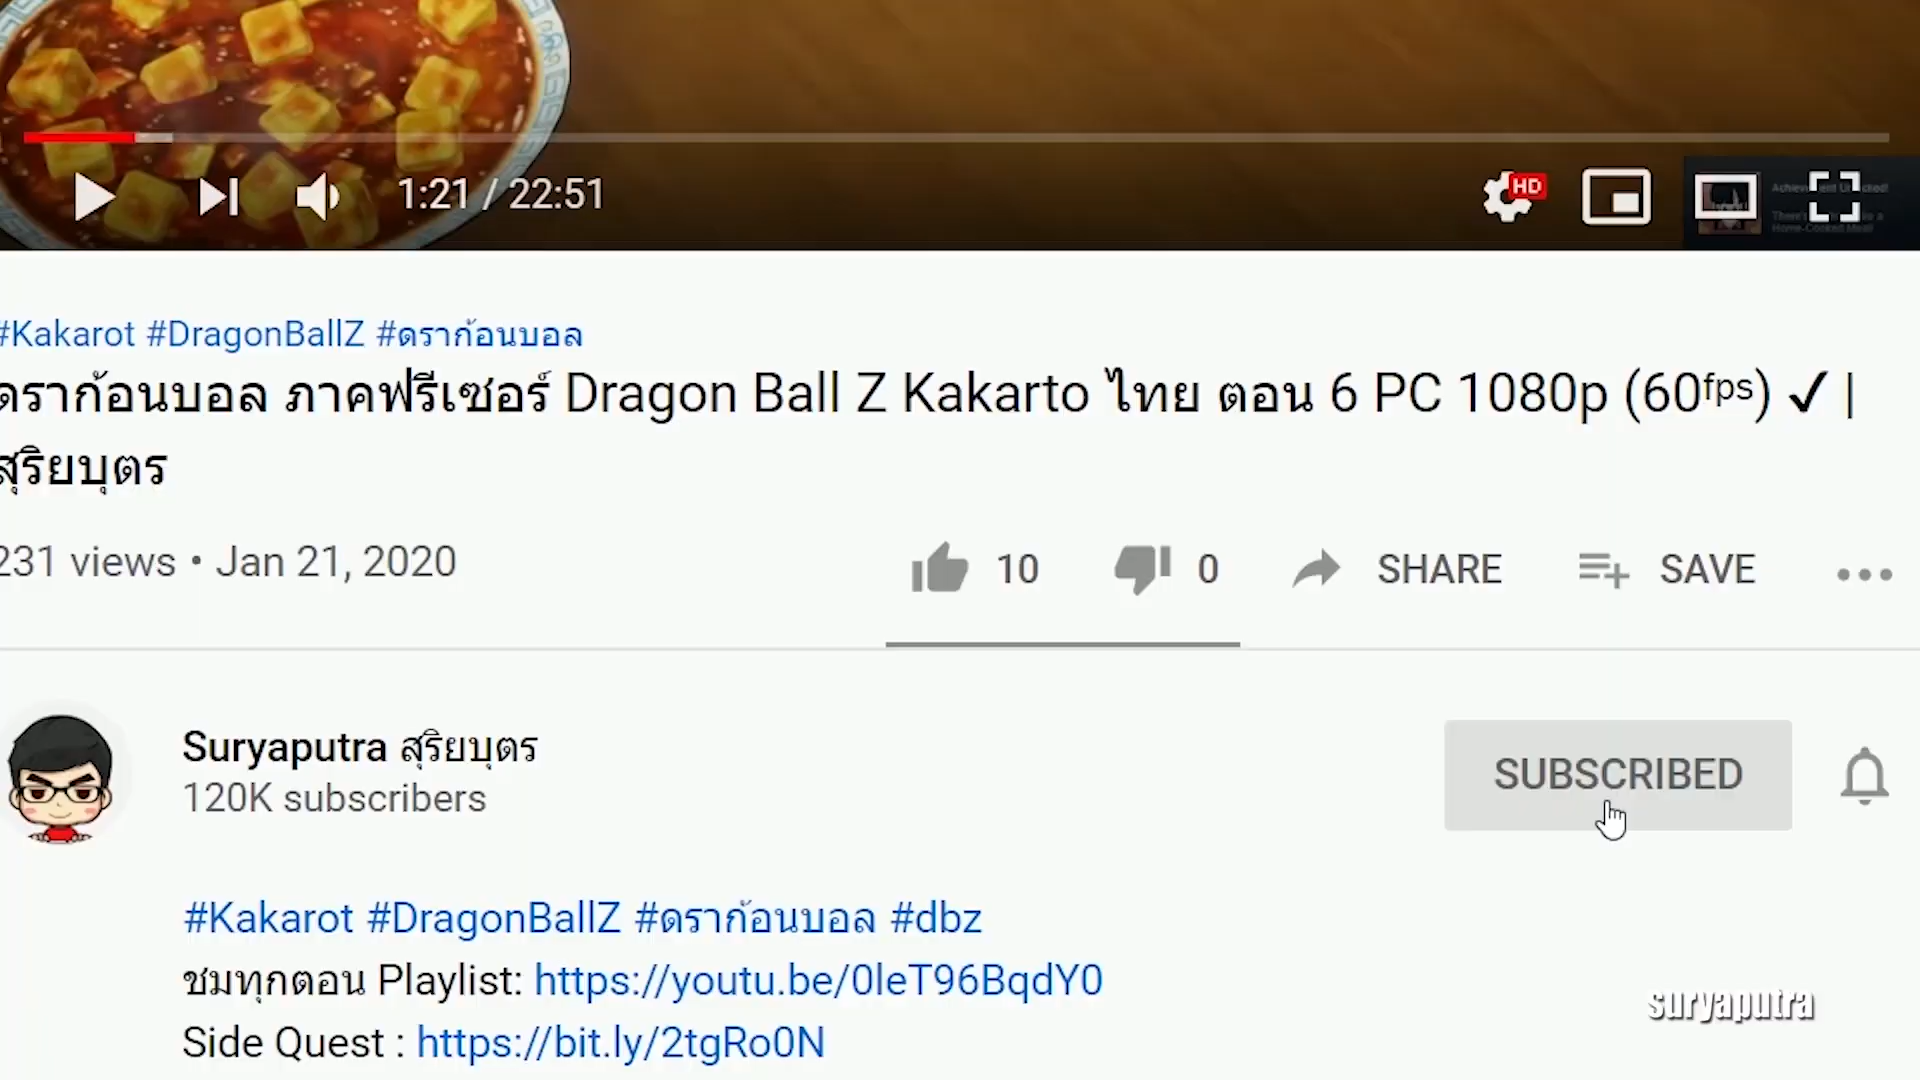 1:21 / 22:51
HD
#Kakarot #DragonBallZ #ดราก้อนบอล
ดราก้อนบอล ภาคฟรีเซอร์ Dragon Ball Z Kakarto ไทย ตอน 6 PC 1080p (60fps) ✓ |
สุริยบุตร
231 views • Jan 21, 2020
10
0
SHARE
SAVE
Suryaputra สุริยบุตร
120K subscribers
SUBSCRIBED
#Kakarot #DragonBallZ #ดราก้อนบอล #dbz
ชมทุกตอน Playlist: https://youtu.be/0leT96BqdY0
Side Quest : https://bit.ly/2tgRo0N
suryaputra